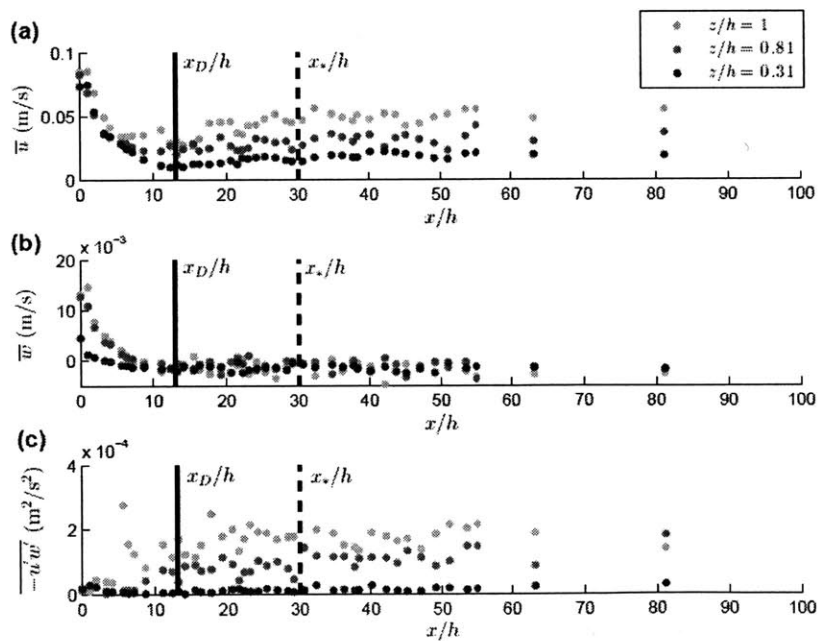 (a)
z/h = 1
z/h = 0.81
z/h = 0.31
x_D/h
x_*/h
0.1
0.05
0
u̅ (m/s)
0 10 20 30 40 50 60 70 80 90 100
x/h
(b)
× 10⁻³
x_D/h
x_*/h
20
10
0
w̅ (m/s)
0 10 20 30 40 50 60 70 80 90 100
x/h
(c)
× 10⁻⁴
x_D/h
x_*/h
4
2
0
−u′w′ (m²/s²)
0 10 20 30 40 50 60 70 80 90 100
x/h